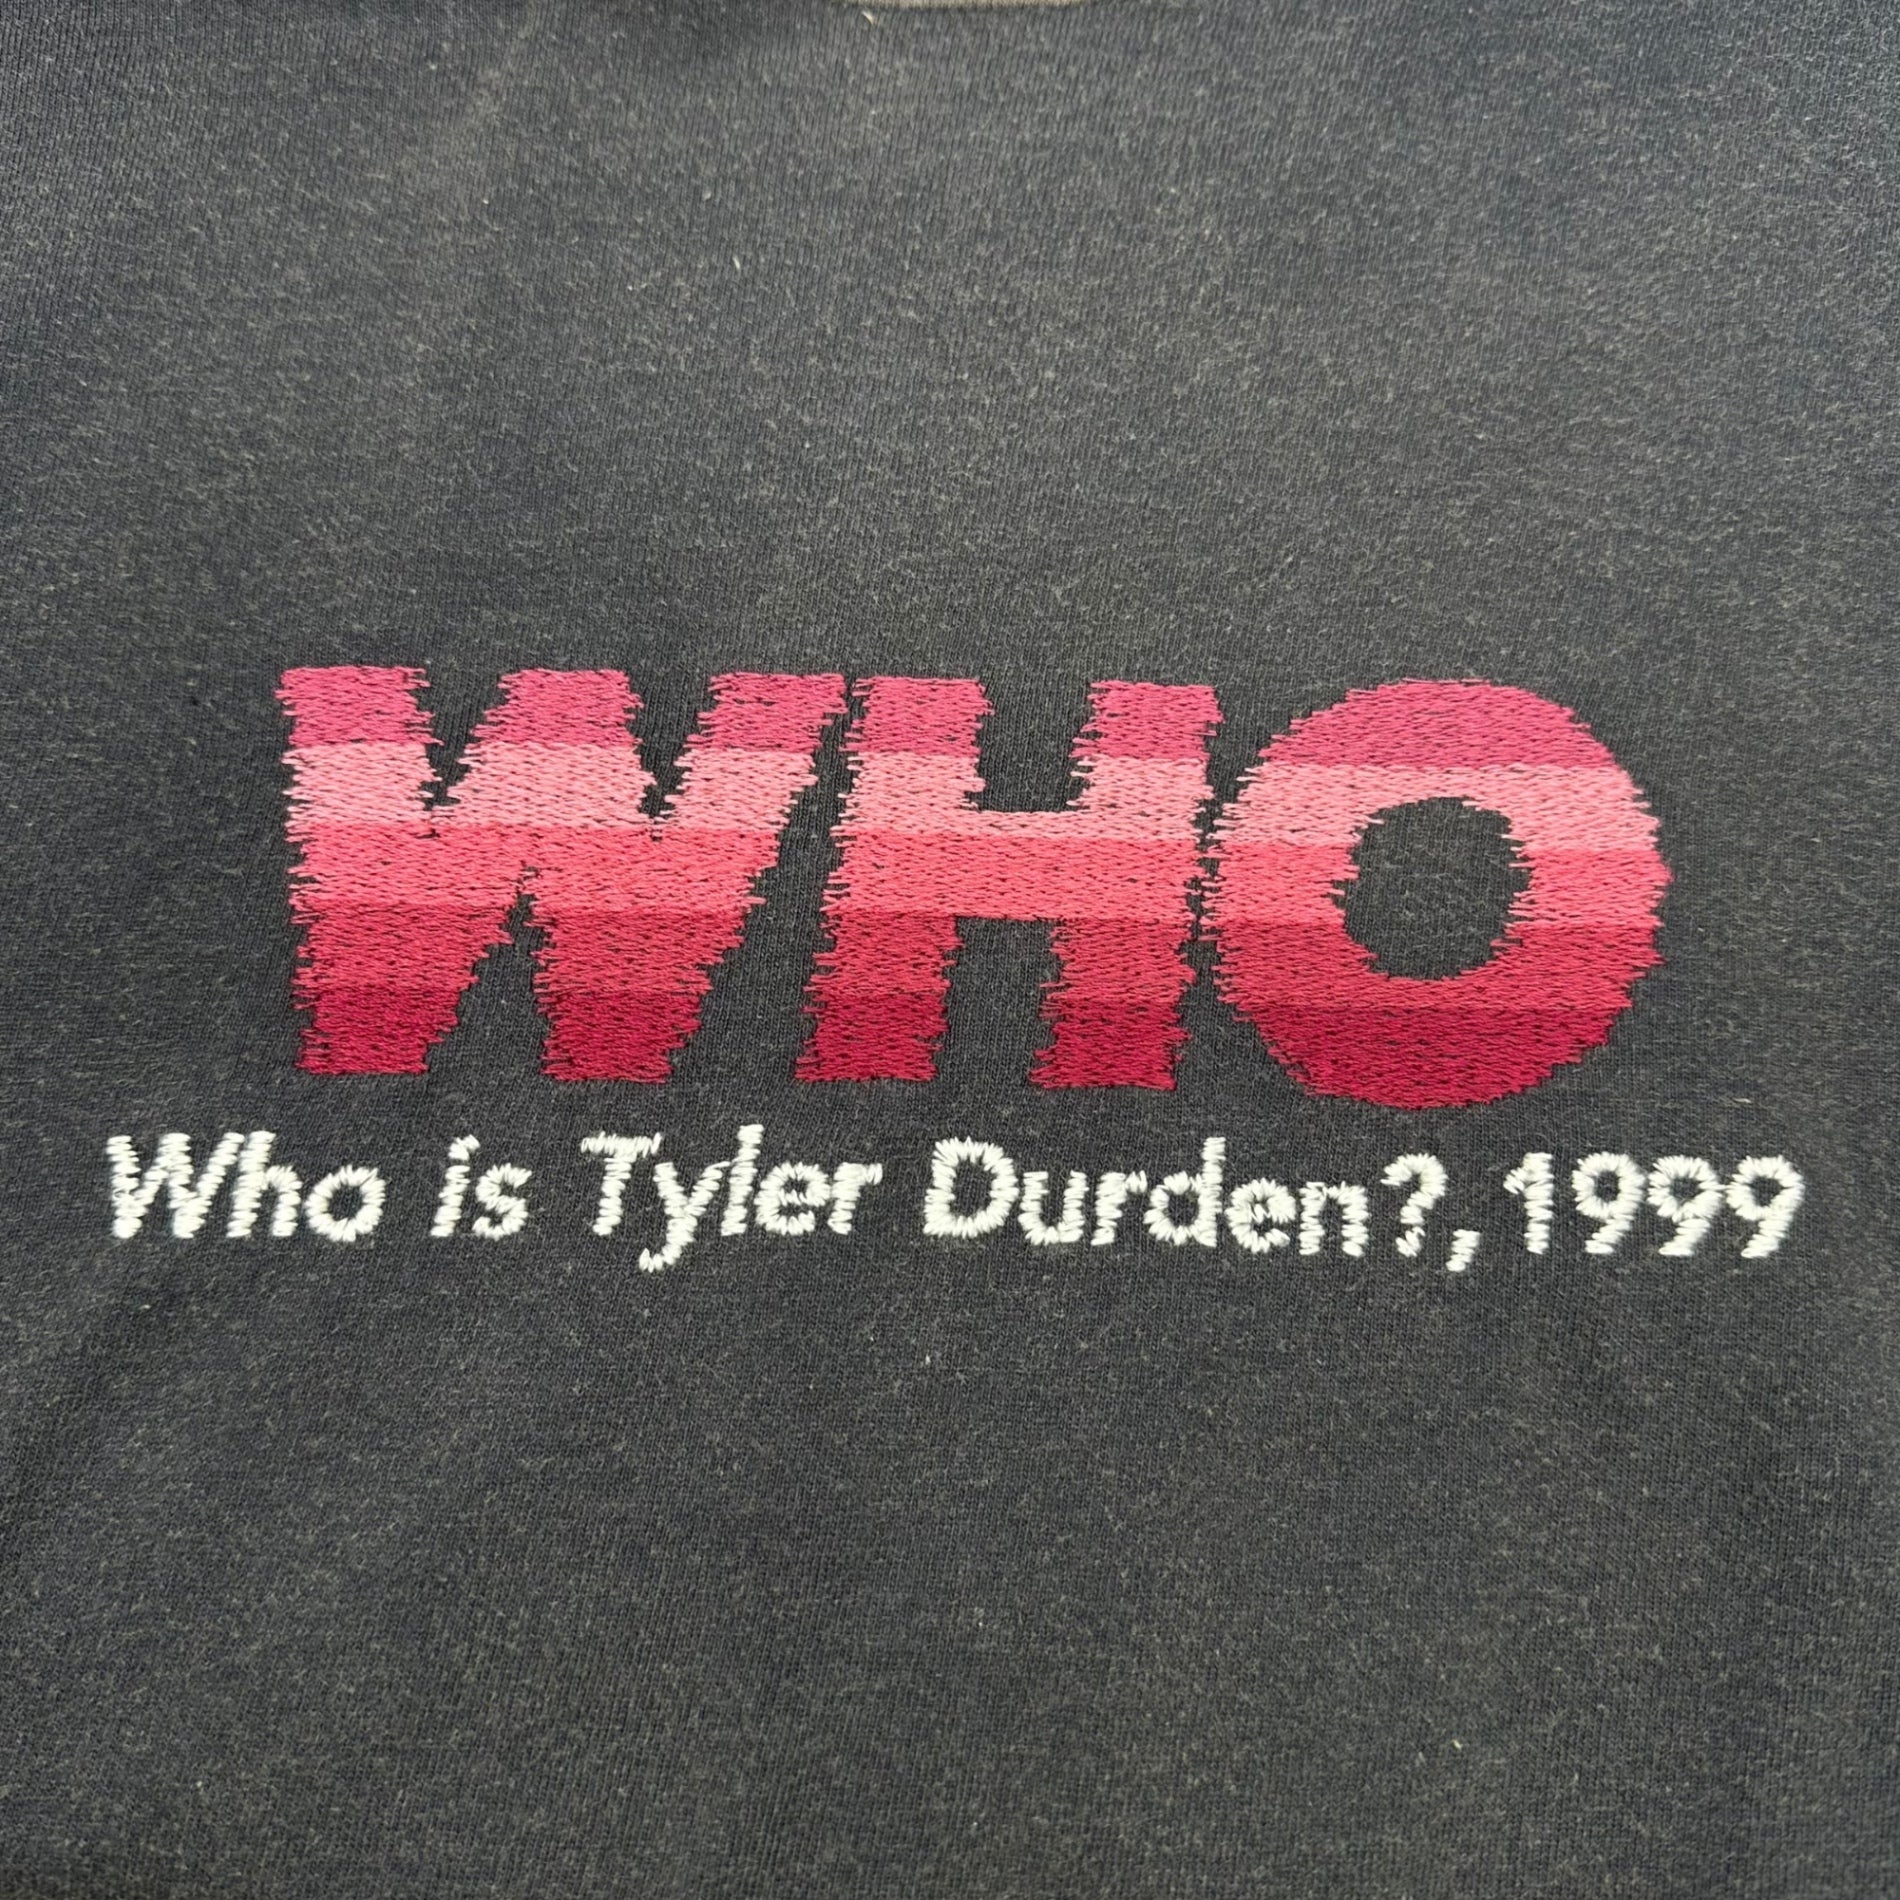 WHO
Who is Tyler Durden?, 1999